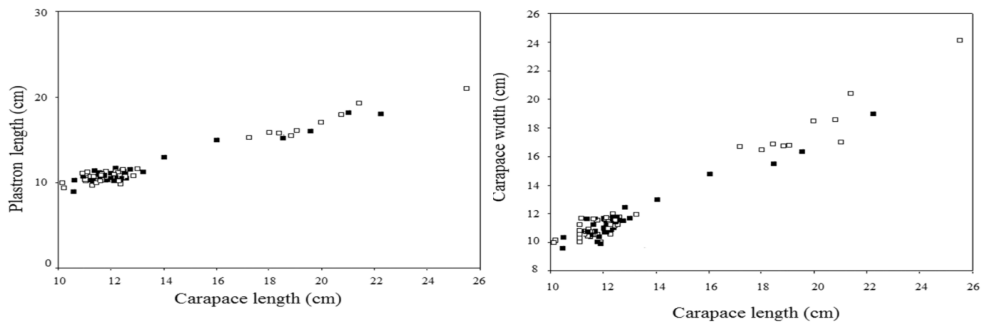 30
20
10
0
Plastron length (cm)
10 12 14 16 18 20 22 24 26
Carapace length (cm)
26
24
22
20
18
16
14
12
10
8
Carapace width (cm)
10 12 14 16 18 20 22 24 26
Carapace length (cm)